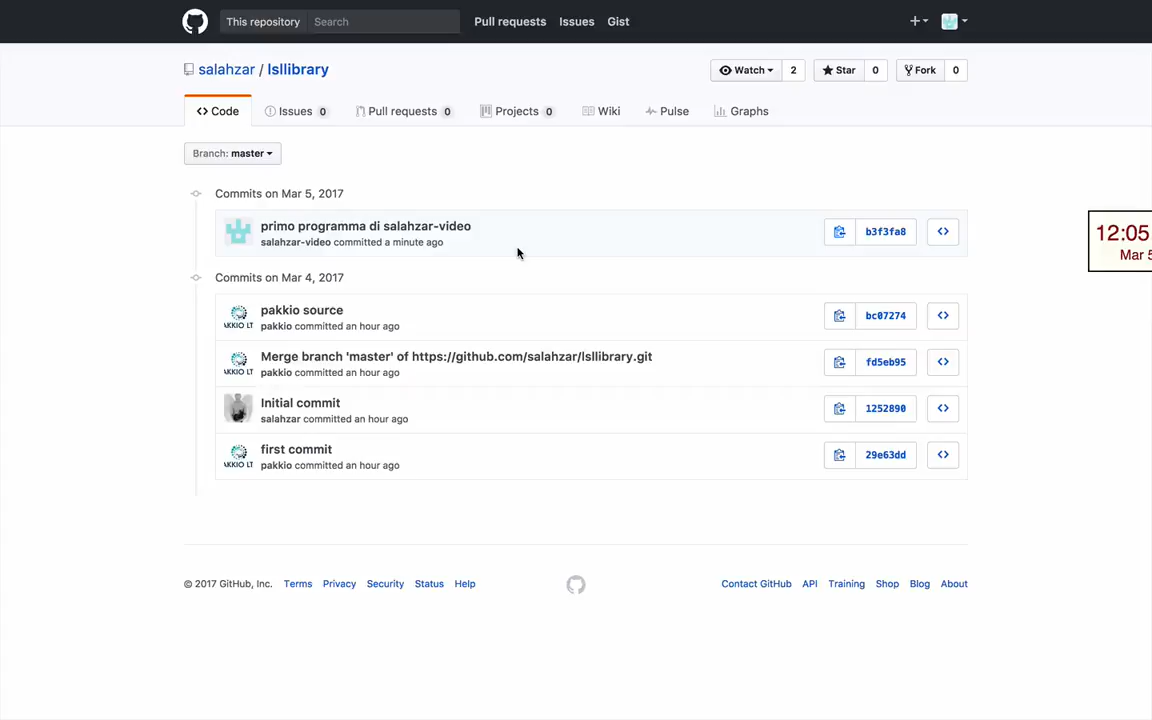 This repository Search Pull requests Issues Gist
salahzar / lsllibrary
Watch 2 Star 0 Fork 0
Code Issues 0 Pull requests 0 Projects 0 Wiki Pulse Graphs
Branch: master
Commits on Mar 5, 2017
primo programma di salahzar-video
salahzar-video committed a minute ago
b3f3fa8
12:05
Mar 5
Commits on Mar 4, 2017
pakkio source
pakkio committed an hour ago
bc07274
Merge branch 'master' of https://github.com/salahzar/lsllibrary.git
pakkio committed an hour ago
fd5eb95
Initial commit
salahzar committed an hour ago
1252890
first commit
pakkio committed an hour ago
29e63dd
© 2017 GitHub, Inc. Terms Privacy Security Status Help
Contact GitHub API Training Shop Blog About